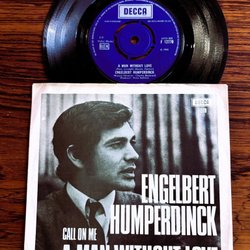 DECCA
A MAN WITHOUT LOVE
ENGELBERT HUMPERDINCK
DECCA
ENGELBERT
HUMPERDINCK
CALL ON ME
A MAN WITHOUT LOVE